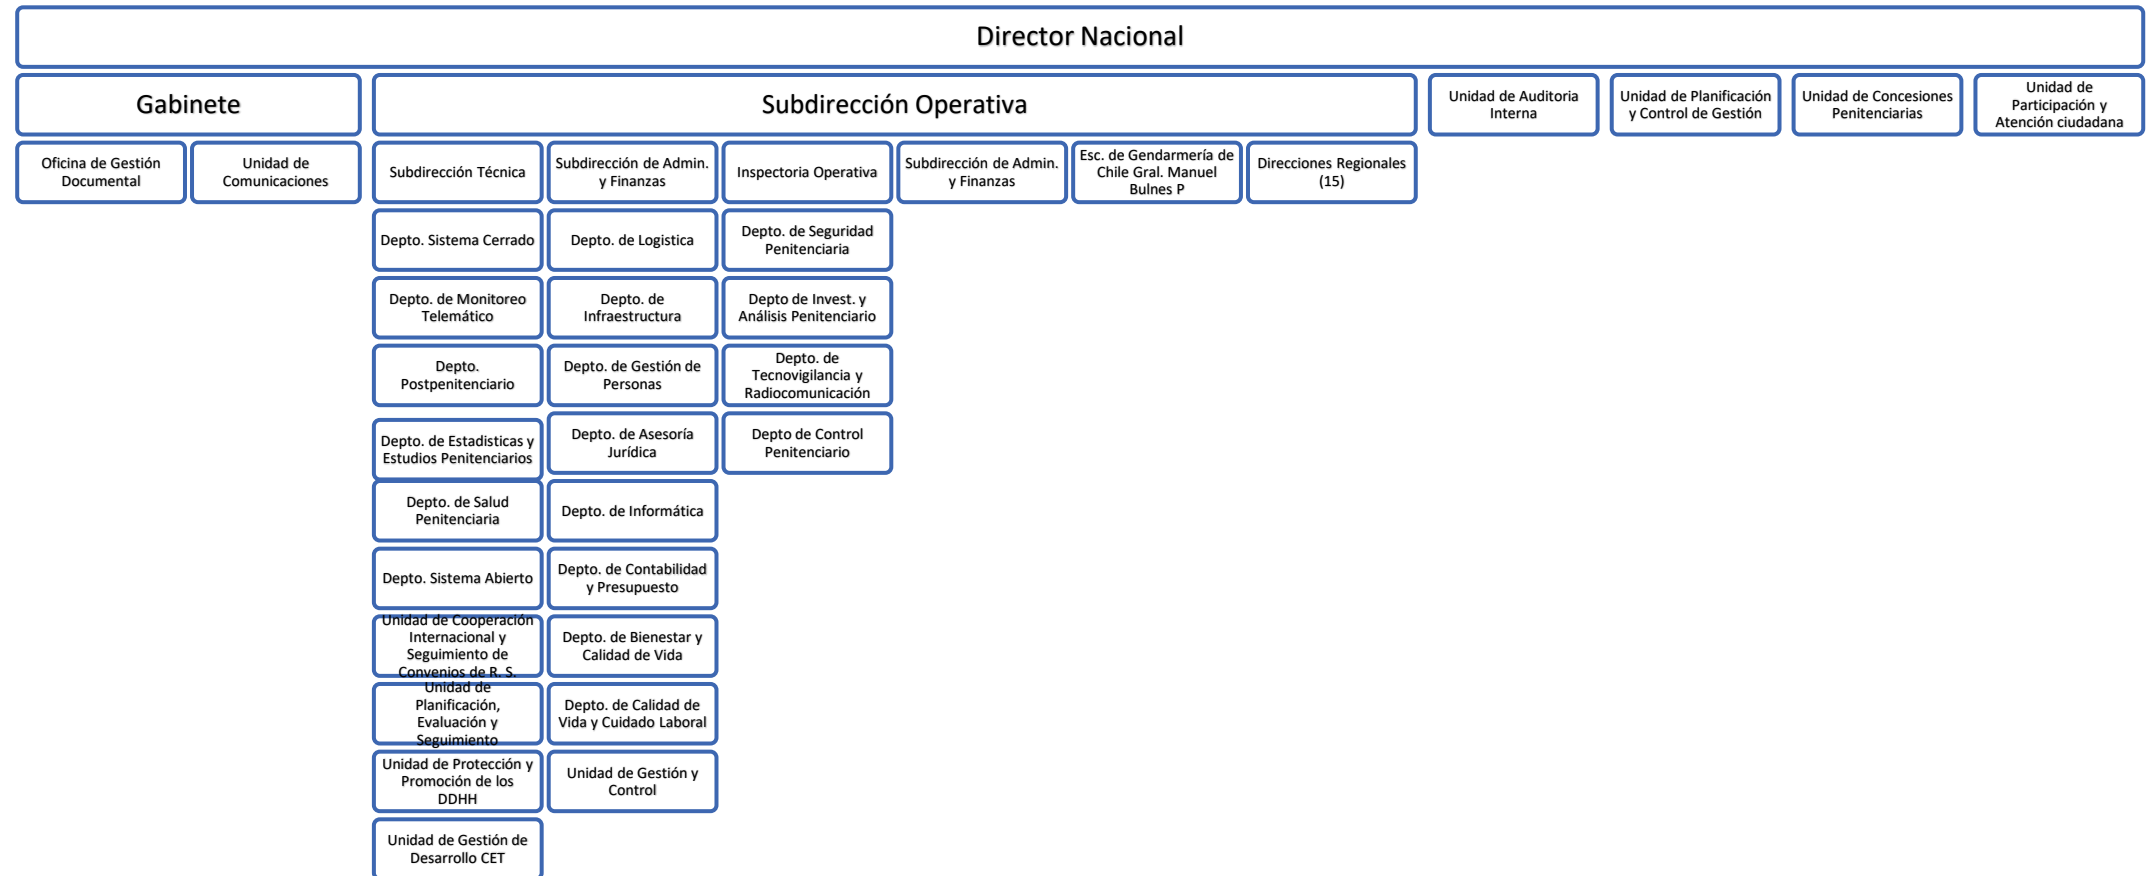 Director Nacional
Gabinete
Subdirección Operativa
Unidad de Auditoria
Interna
Unidad de Planificación
y Control de Gestión
Unidad de Concesiones
Penitenciarias
Unidad de
Participación y
Atención ciudadana
Oficina de Gestión
Documental
Unidad de
Comunicaciones
Subdirección Técnica
Subdirección de Admin.
y Finanzas
Inspectoria Operativa
Subdirección de Admin.
y Finanzas
Esc. de Gendarmería de
Chile Gral. Manuel
Bulnes P
Direcciones Regionales
(15)
Depto. Sistema Cerrado
Depto. de Logistica
Depto. de Seguridad
Penitenciaria
Depto. de Monitoreo
Telemático
Depto. de
Infraestructura
Depto de Invest. y
Análisis Penitenciario
Depto.
Postpenitenciario
Depto. de Gestión de
Personas
Depto. de
Tecnovigilancia y
Radiocomunicación
Depto. de Estadisticas y
Estudios Penitenciarios
Depto. de Asesoría
Jurídica
Depto de Control
Penitenciario
Depto. de Salud
Penitenciaria
Depto. de Informática
Depto. Sistema Abierto
Depto. de Contabilidad
y Presupuesto
Unidad de Cooperación
Internacional y
Seguimiento de
Convenios de R. S.
Depto. de Bienestar y
Calidad de Vida
Unidad de
Planificación,
Evaluación y
Seguimiento
Depto. de Calidad de
Vida y Cuidado Laboral
Unidad de Protección y
Promoción de los
DDHH
Unidad de Gestión y
Control
Unidad de Gestión de
Desarrollo CET